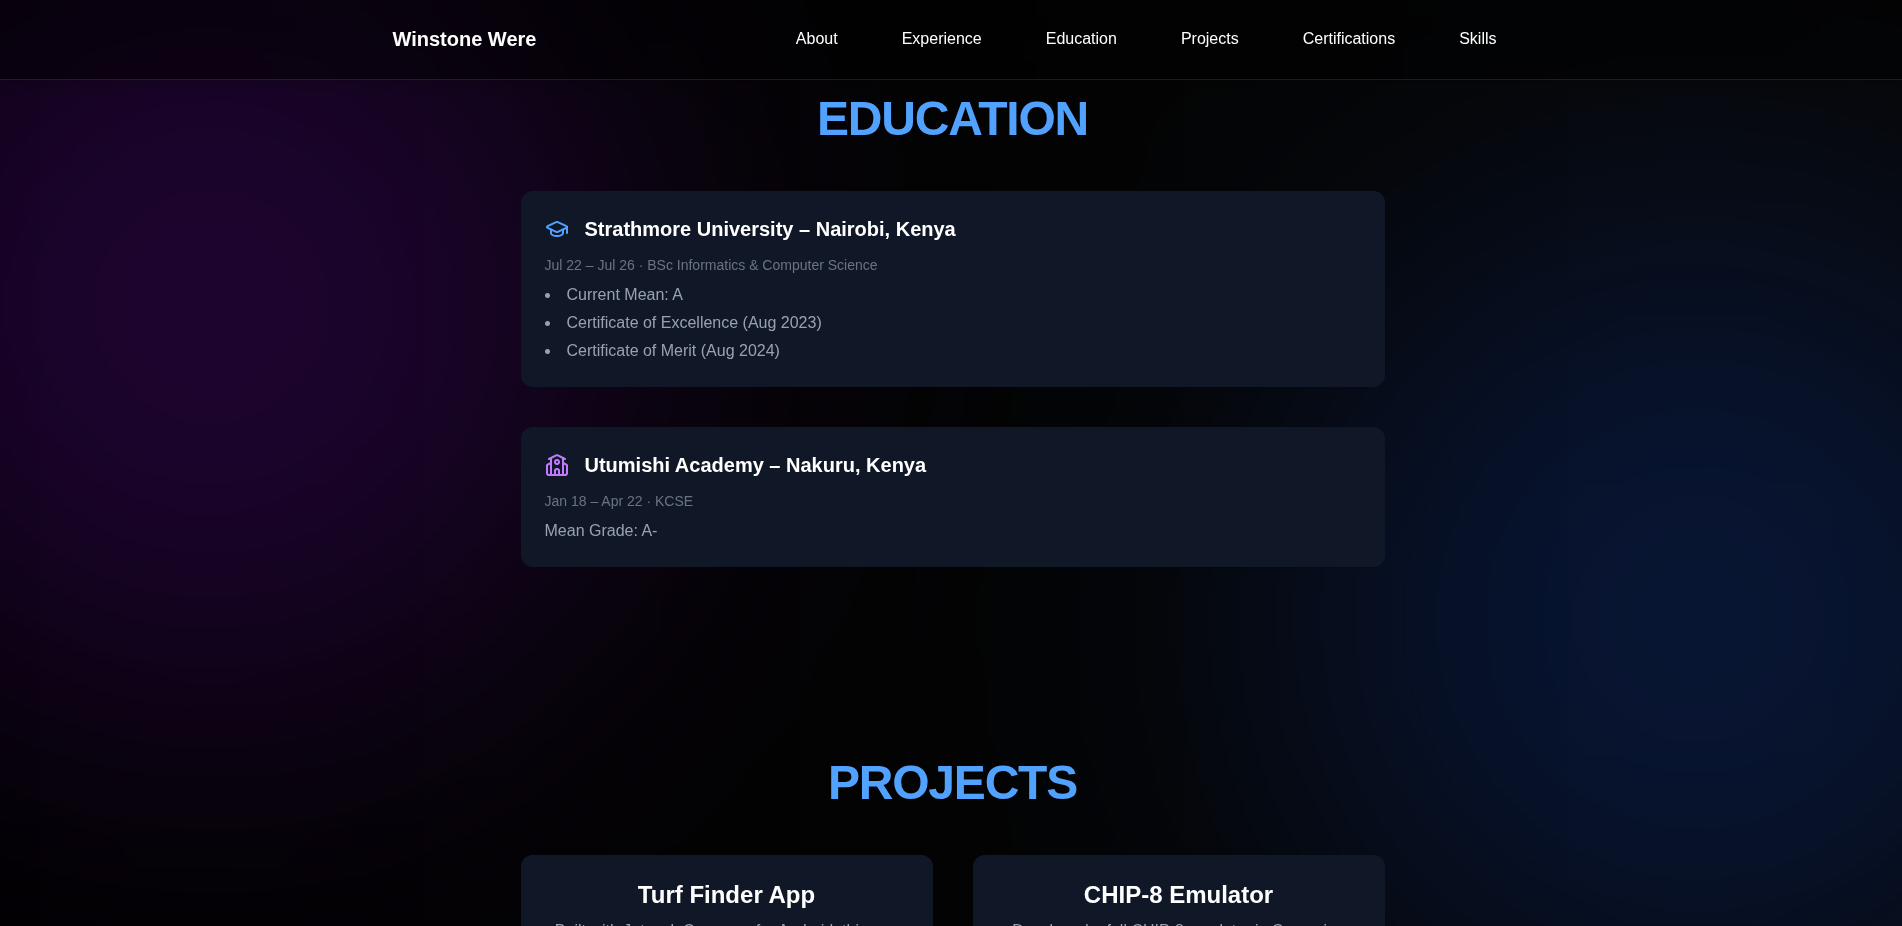 Winstone Were
About
Experience
Education
Projects
Certifications
Skills
EDUCATION
Strathmore University – Nairobi, Kenya
Jul 22 – Jul 26 · BSc Informatics & Computer Science
Current Mean: A
Certificate of Excellence (Aug 2023)
Certificate of Merit (Aug 2024)
Utumishi Academy – Nakuru, Kenya
Jan 18 – Apr 22 · KCSE
Mean Grade: A-
PROJECTS
Turf Finder App
CHIP-8 Emulator